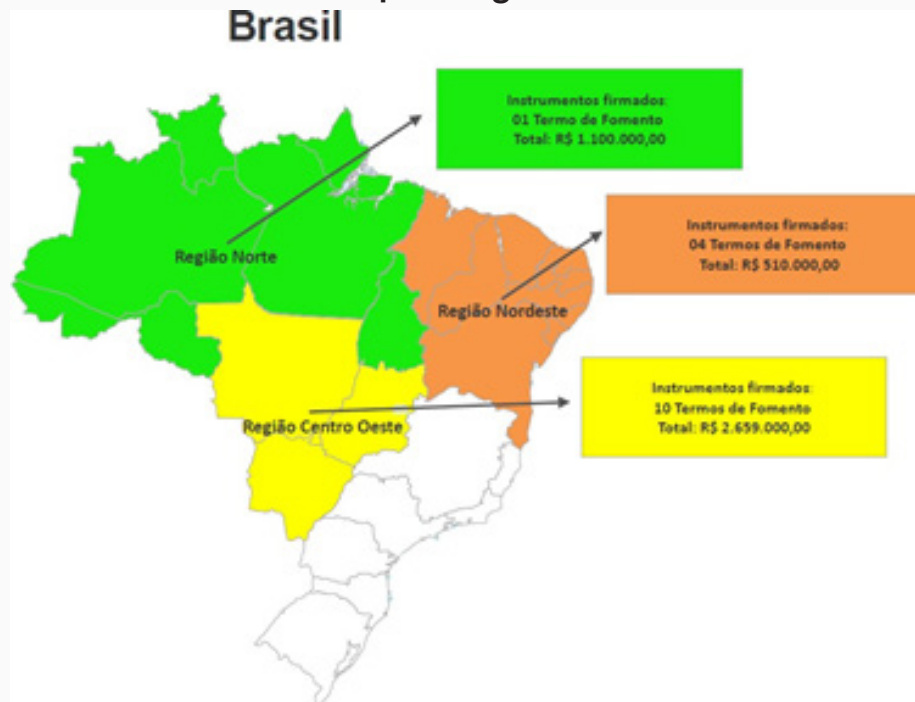 Brasil
Instrumentos firmados:
01 Termo de Fomento
Total: R$ 1.100.000,00
Instrumentos firmados:
04 Termos de Fomento
Total: R$ 510.000,00
Região Norte
Região Nordeste
Instrumentos firmados:
10 Termos de Fomento
Total: R$ 2.659.000,00
Região Centro Oeste